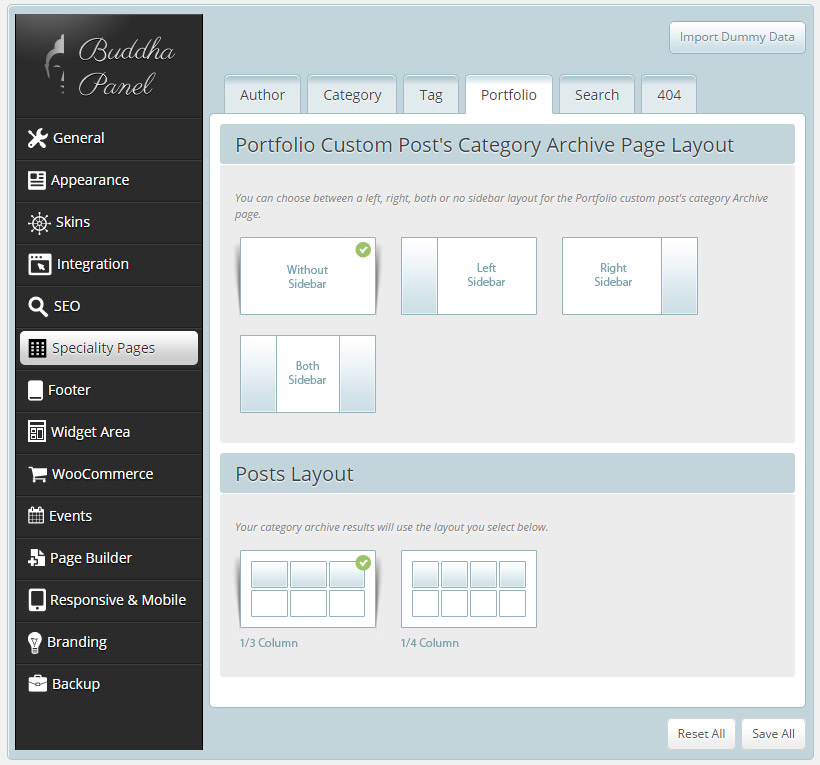 Buddha
Panel
Import Dummy Data
General
Appearance
Skins
Integration
SEO
Speciality Pages
Footer
Widget Area
WooCommerce
Events
Page Builder
Responsive & Mobile
Branding
Backup
Author
Category
Tag
Portfolio
Search
404
Portfolio Custom Post's Category Archive Page Layout
You can choose between a left, right, both or no sidebar layout for the Portfolio custom post's category Archive
page.
Without
Sidebar
Left
Sidebar
Right
Sidebar
Both
Sidebar
Posts Layout
Your category archive results will use the layout you select below.
1/3 Column
1/4 Column
Reset All
Save All